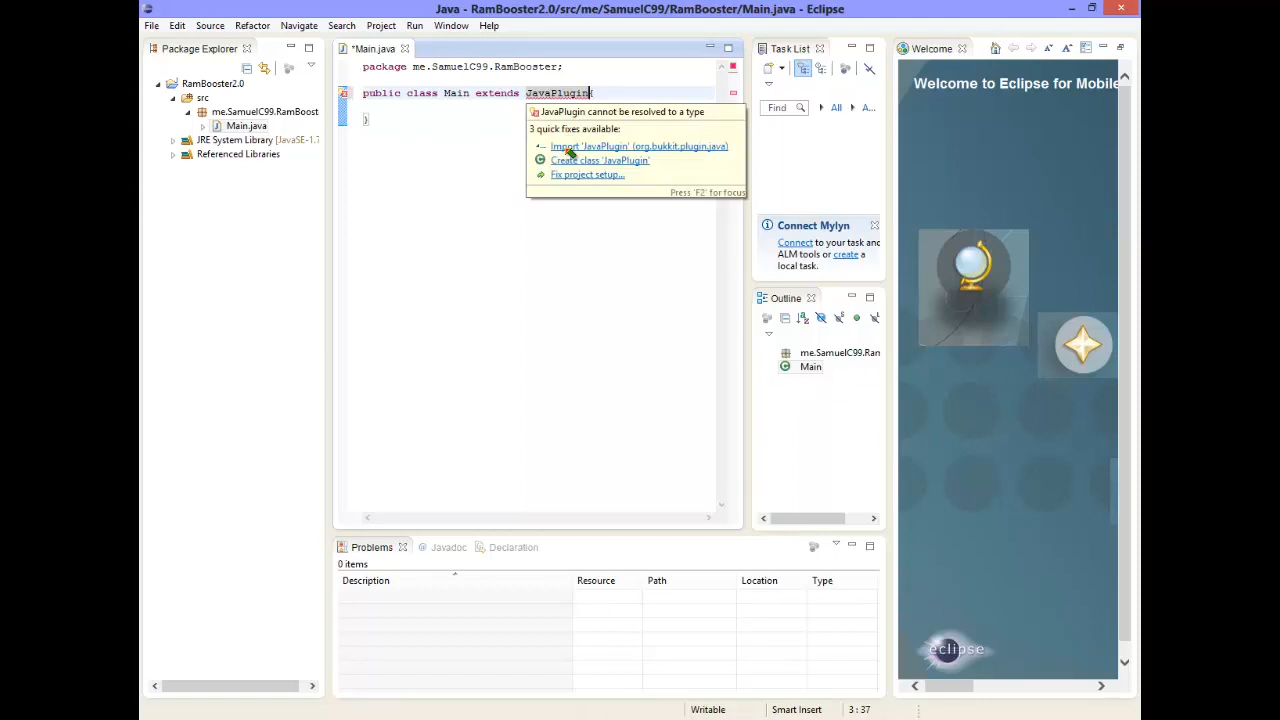 Java - RamBooster2.0/src/me/SamuelC99/RamBooster/Main.java - Eclipse
File Edit Source Refactor Navigate Search Project Run Window Help
Package Explorer
RamBooster2.0
src
me.SamuelC99.RamBoost
Main.java
JRE System Library [JavaSE-1.7
Referenced Libraries
*Main.java
package me.SamuelC99.RamBooster;
public class Main extends JavaPlugin{
}
JavaPlugin cannot be resolved to a type
3 quick fixes available:
Import 'JavaPlugin' (org.bukkit.plugin.java)
Create class 'JavaPlugin'
Fix project setup...
Press 'F2' for focus
Task List
Find All Activate...
Connect Mylyn
Connect to your task and
ALM tools or create a
local task.
Outline
me.SamuelC99.Ram
Main
Welcome
Welcome to Eclipse for Mobile
eclipse
Problems Javadoc Declaration
0 items
Description Resource Path Location Type
Writable Smart Insert 3 : 37